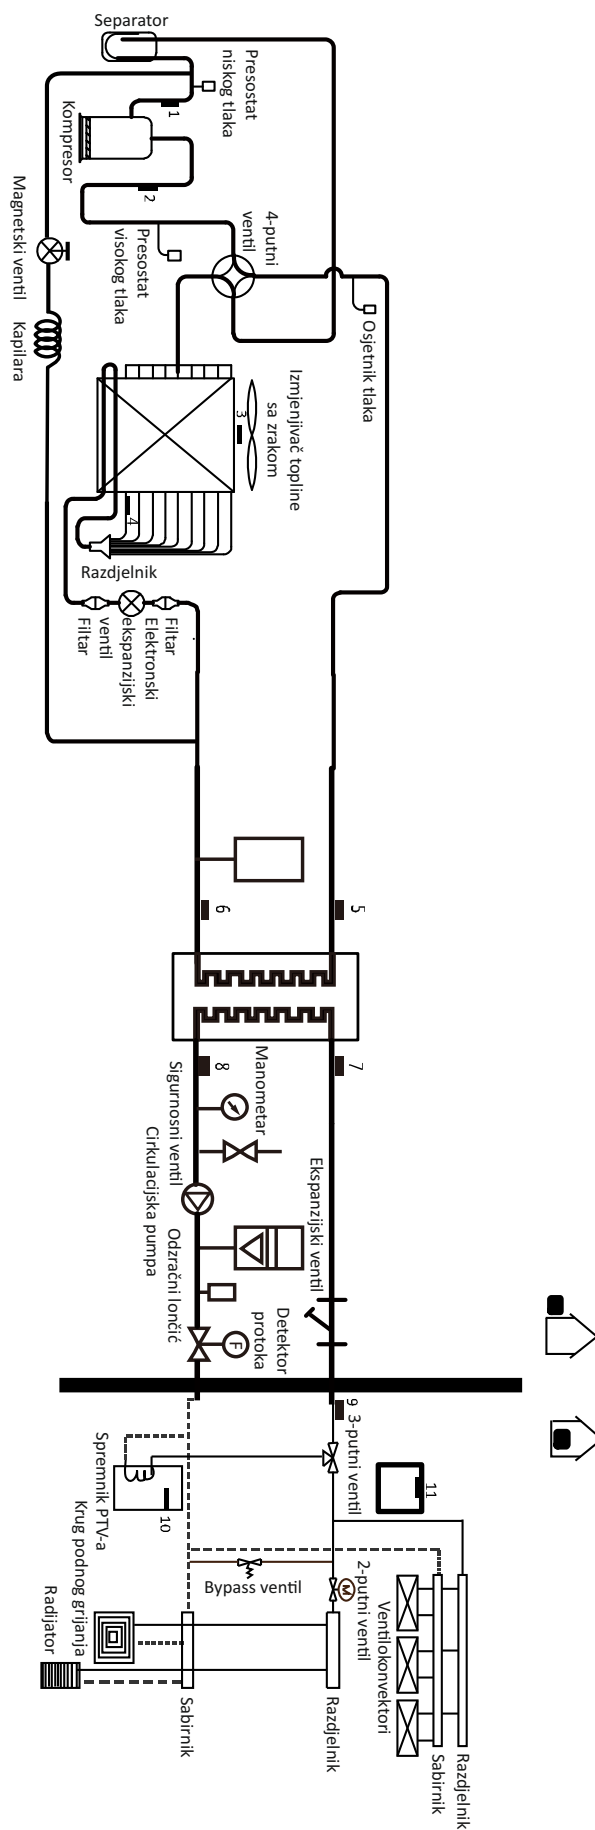 Separator
Presostat
niskog tlaka
1
Kompresor
2
Presostat
visokog tlaka
4-putni
ventil
Magnetski ventil
Kapilara
Osjetnik tlaka
Izmjenjivač topline
sa zrakom
3
4
Razdjelnik
Filtar
Elektronski
ekspanzijski
ventil
Filtar
5
6
7
8
Manometar
Sigurnosni ventil
Cirkulacijska pumpa
Ekspanzijski ventil
Odzračni lončić
Detektor
protoka
F
9
3-putni ventil
Spremnik PTV-a
10
11
Bypass ventil
2-putni ventil
M
Ventilokonvektori
Krug podnog grijanja
Radijator
Sabirnik
Razdjelnik
Sabirnik
Razdjelnik